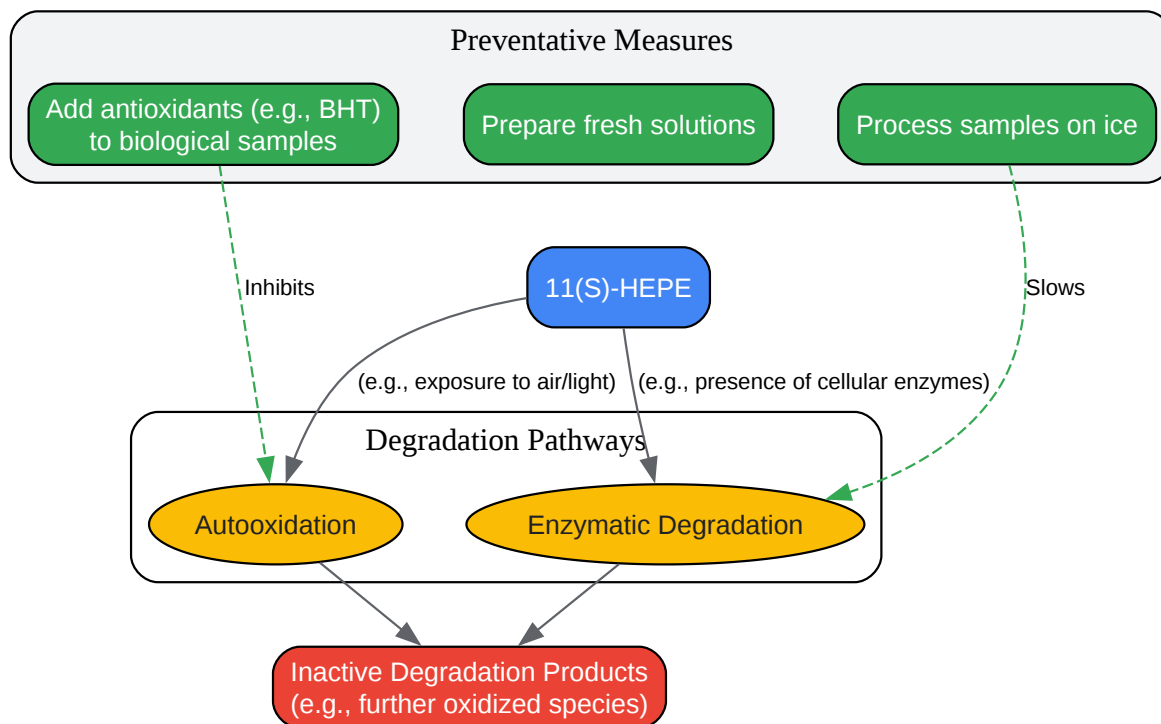 Preventative Measures
Add antioxidants (e.g., BHT)
to biological samples
Prepare fresh solutions
Process samples on ice
Inhibits
11(S)-HEPE
Slows
(e.g., exposure to air/light)
(e.g., presence of cellular enzymes)
Degradation Pathways
Autooxidation
Enzymatic Degradation
Inactive Degradation Products
(e.g., further oxidized species)